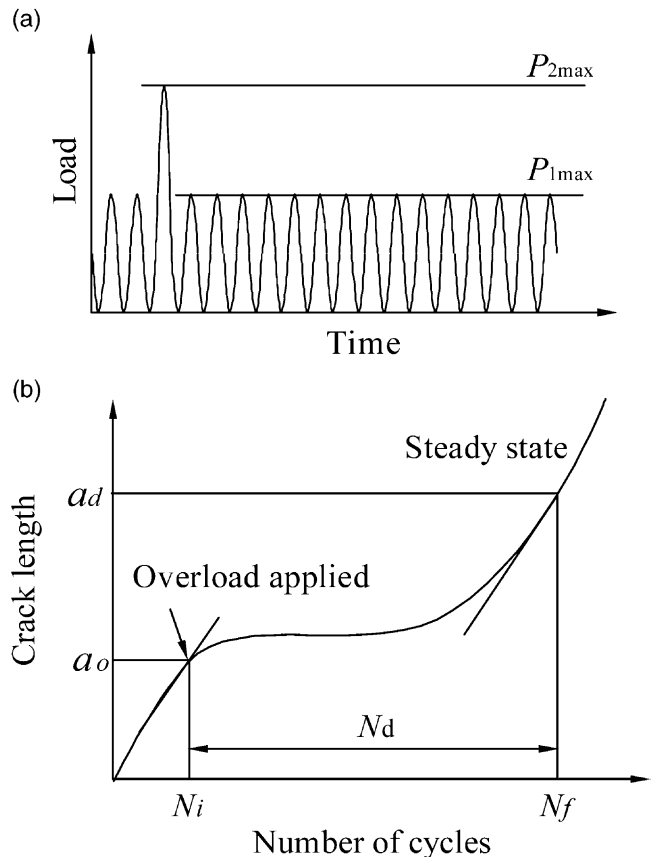 (a)
P2max
P1max
Load
Time
(b)
Steady state
ad
Overload applied
Crack length
ao
Nd
Ni
Nf
Number of cycles